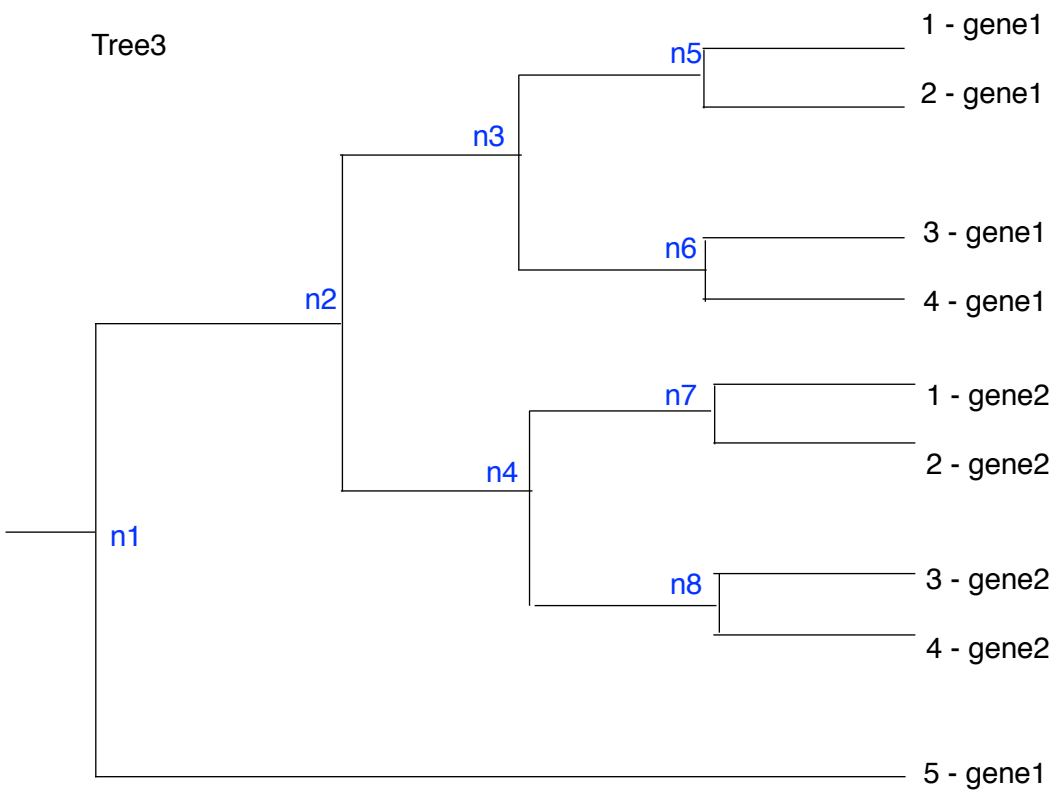 Tree3
1 - gene1
n5
2 - gene1
n3
3 - gene1
n6
4 - gene1
n2
1 - gene2
n7
2 - gene2
n4
n1
3 - gene2
n8
4 - gene2
5 - gene1